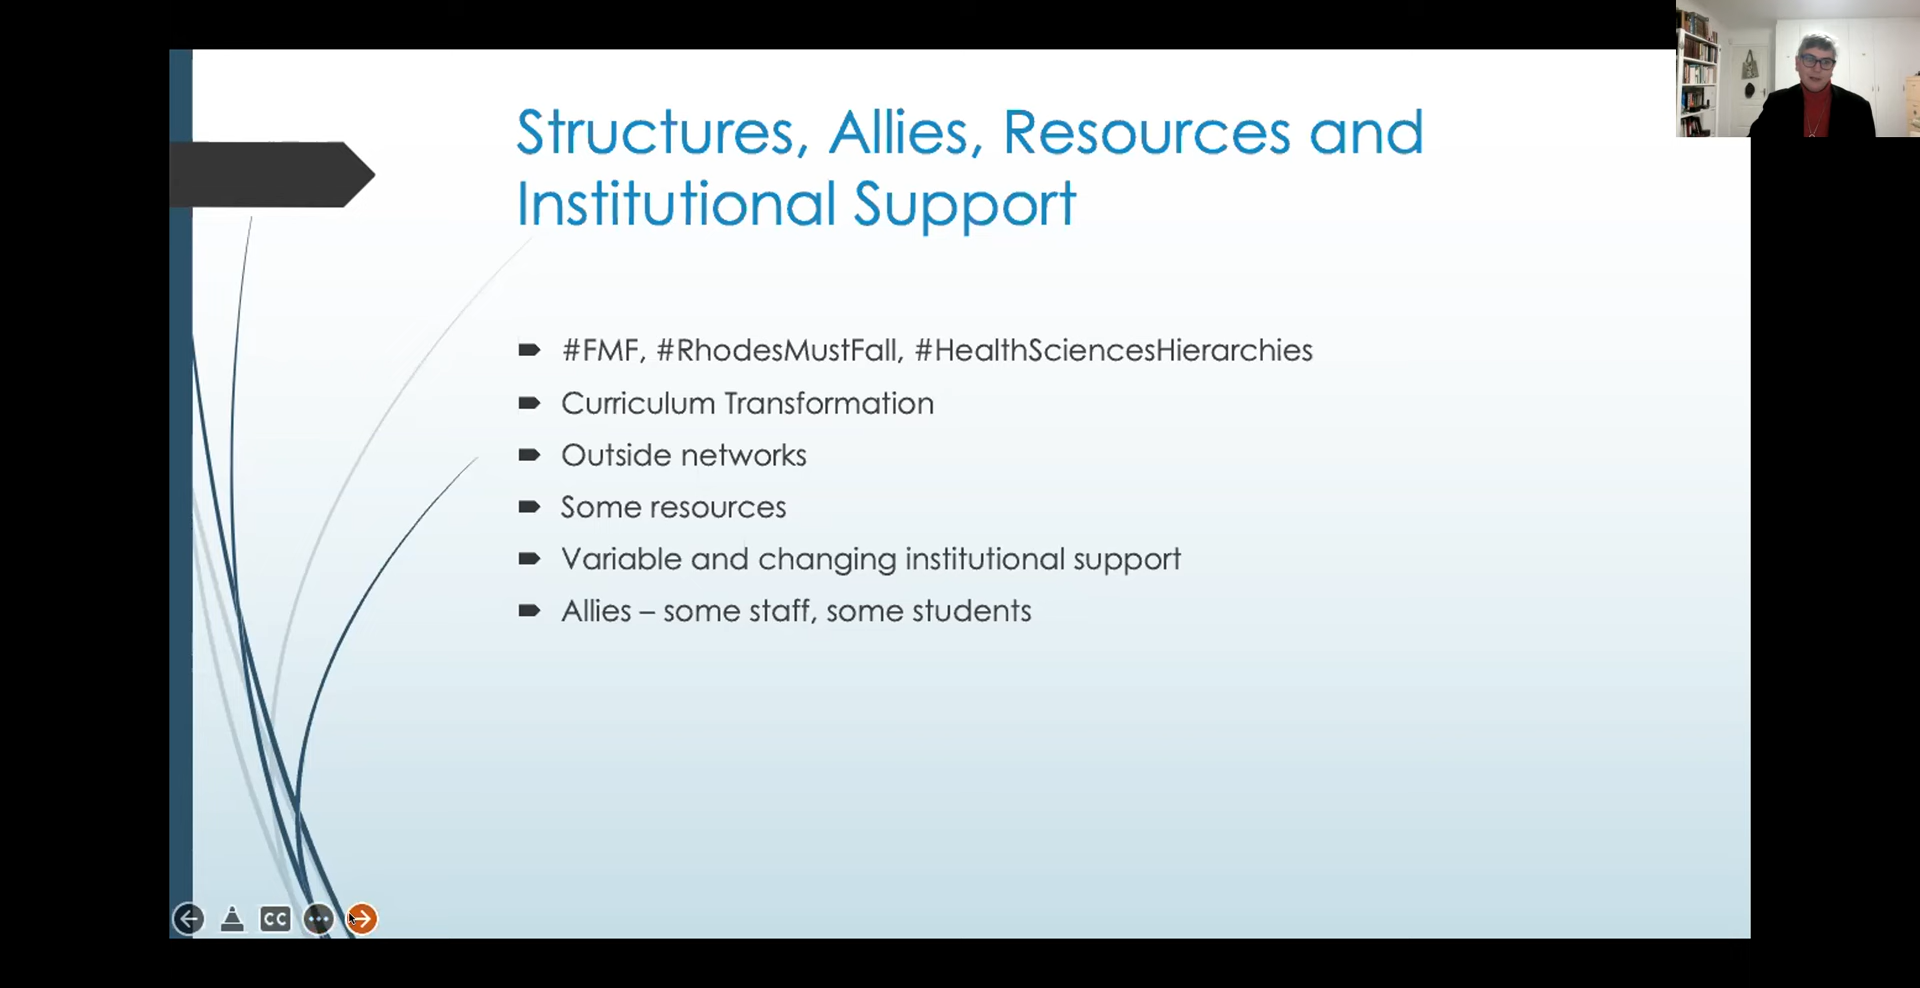 Structures, Allies, Resources and
Institutional Support
#FMF, #RhodesMustFall, #HealthSciencesHierarchies
Curriculum Transformation
Outside networks
Some resources
Variable and changing institutional support
Allies – some staff, some students
CC